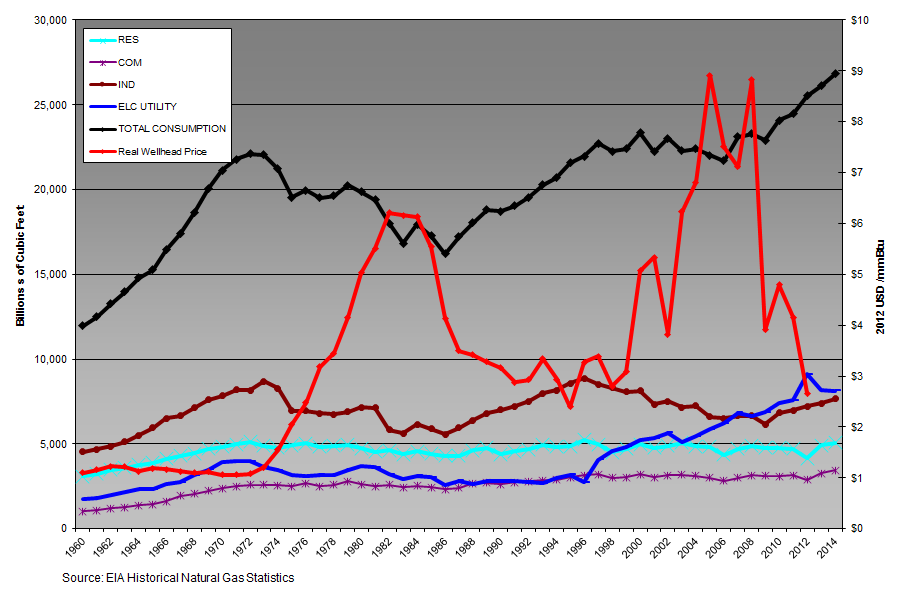 30,000
25,000
20,000
15,000
10,000
5,000
0
Billion s of Cubic Feet
RES
COM
IND
ELC UTILITY
TOTAL CONSUMPTION
Real Wellhead Price
$10
$9
$8
$7
$6
$5
$4
$3
$2
$1
$0
2012 USD /mmBtu
1960 1962 1964 1966 1968 1970 1972 1974 1976 1978 1980 1982 1984 1986 1988 1990 1992 1994 1996 1998 2000 2002 2004 2006 2008 2010 2012 2014
Source: EIA Historical Natural Gas Statistics